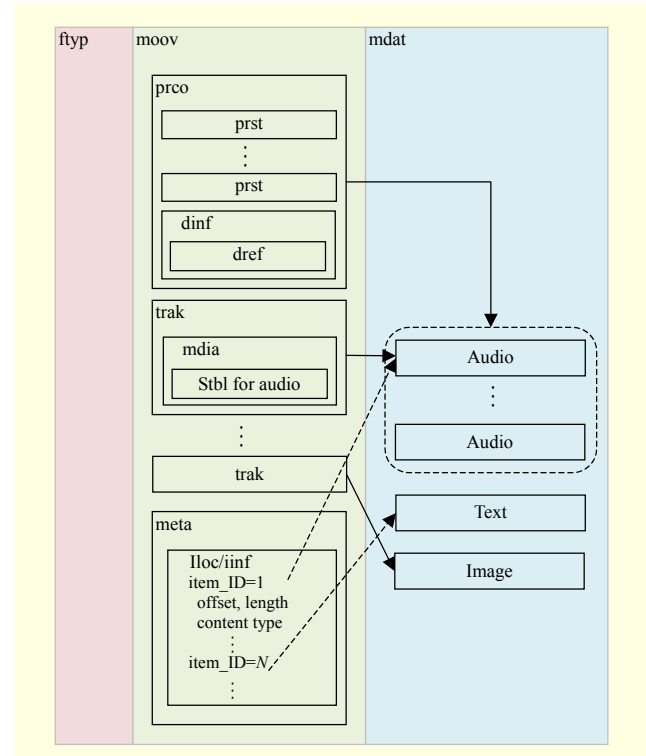 ftyp
moov
mdat
prco
prst
⋮
prst
dinf
dref
trak
mdia
Stbl for audio
⋮
trak
meta
Iloc/iinf
item_ID=1
offset, length
content type
⋮
item_ID=N
⋮
Audio
⋮
Audio
Text
Image